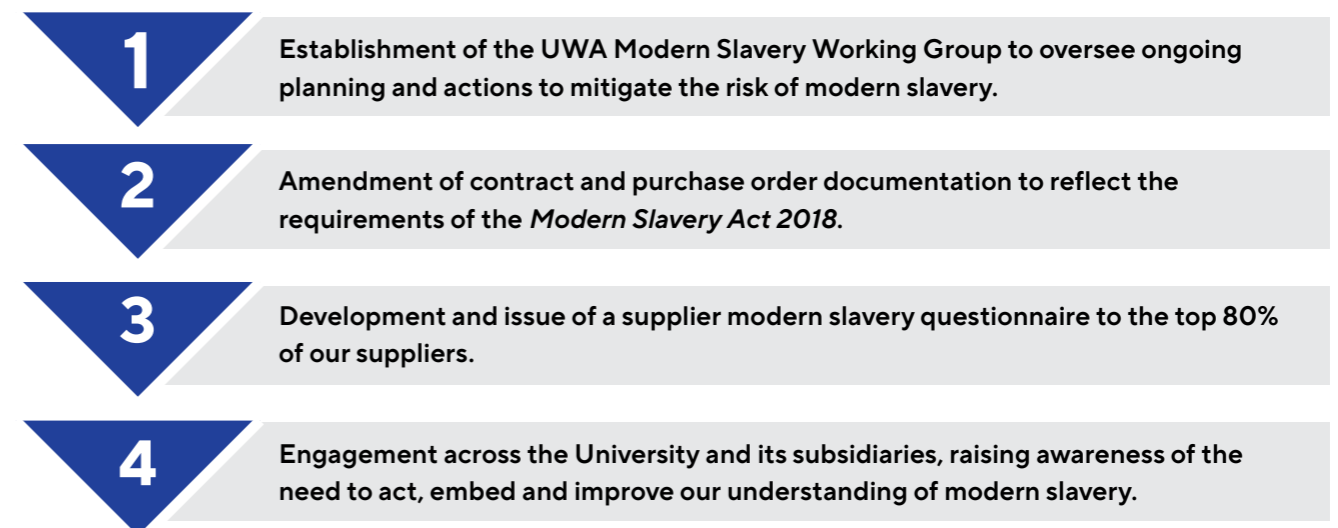 1
Establishment of the UWA Modern Slavery Working Group to oversee ongoing
planning and actions to mitigate the risk of modern slavery.
2
Amendment of contract and purchase order documentation to reflect the
requirements of the Modern Slavery Act 2018.
3
Development and issue of a supplier modern slavery questionnaire to the top 80%
of our suppliers.
4
Engagement across the University and its subsidiaries, raising awareness of the
need to act, embed and improve our understanding of modern slavery.